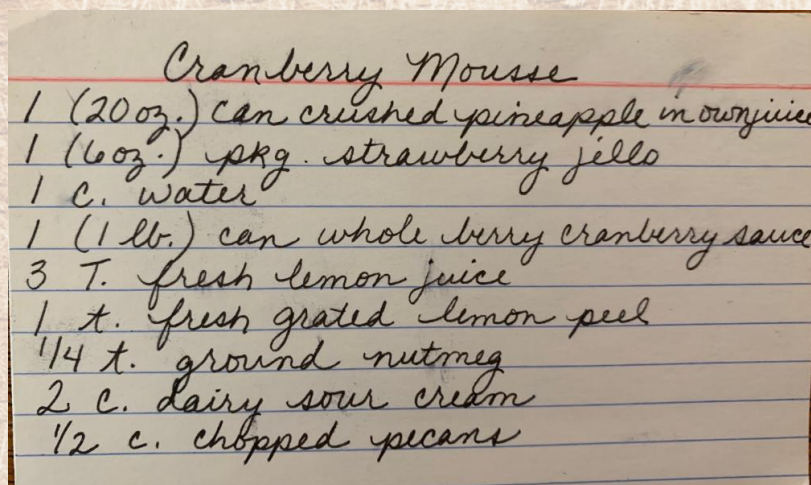 Cranberry Mousse
1 (20 oz.) can crushed pineapple in own juice
1 (6 oz.) pkg. strawberry jello
1 c. water
1 (1 lb.) can whole berry cranberry sauce
3 T. fresh lemon juice
1 t. fresh grated lemon peel
1/4 t. ground nutmeg
2 c. dairy sour cream
1/2 c. chopped pecans